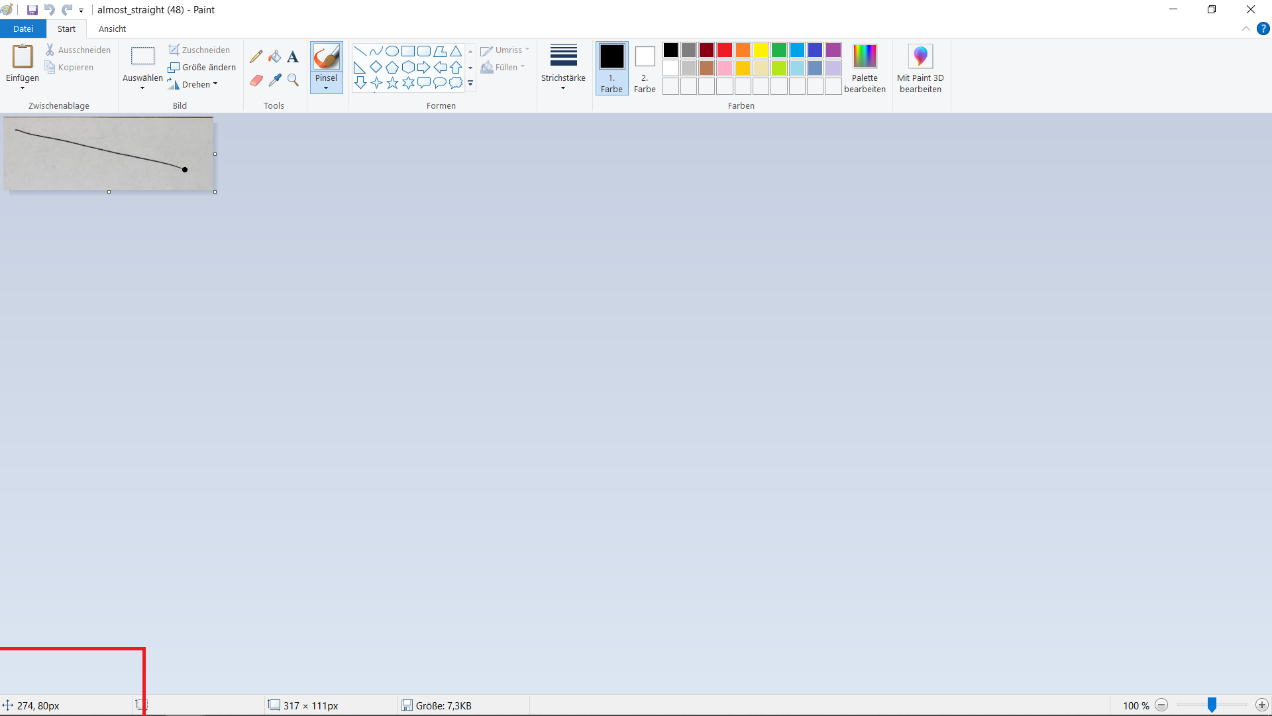 almost_straight (48) - Paint
Datei Start Ansicht ?
Einfügen
Ausschneiden
Kopieren
Zwischenablage
Auswählen
Zuschneiden
Größe ändern
Drehen
Bild
A
Tools
Pinsel
Formen
Umriss
Füllen
Strichstärke
1. Farbe
2. Farbe
Farben
Palette bearbeiten
Mit Paint 3D bearbeiten
274, 80px
317 × 111px
Größe: 7,3KB
100 %